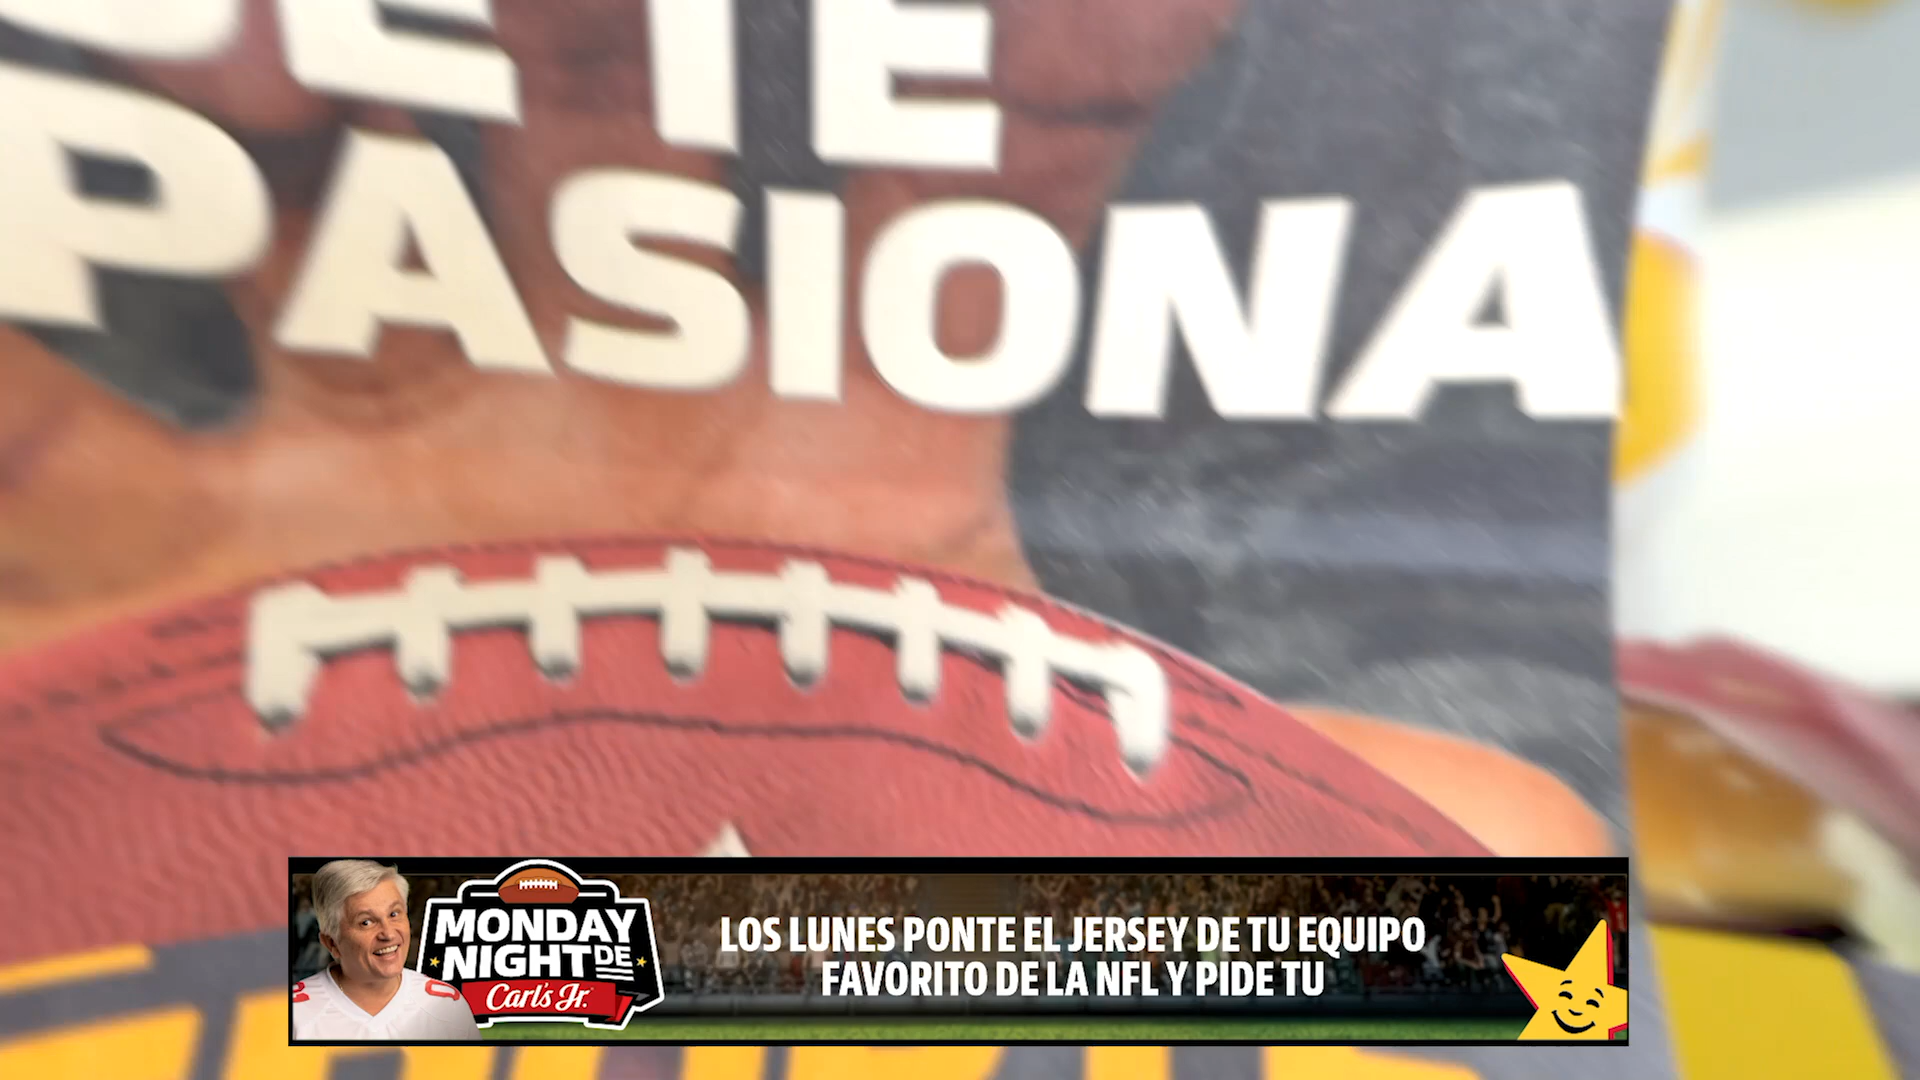 TE
PASIONA
MONDAY
NIGHT DE
Carl's Jr.
LOS LUNES PONTE EL JERSEY DE TU EQUIPO
FAVORITO DE LA NFL Y PIDE TU